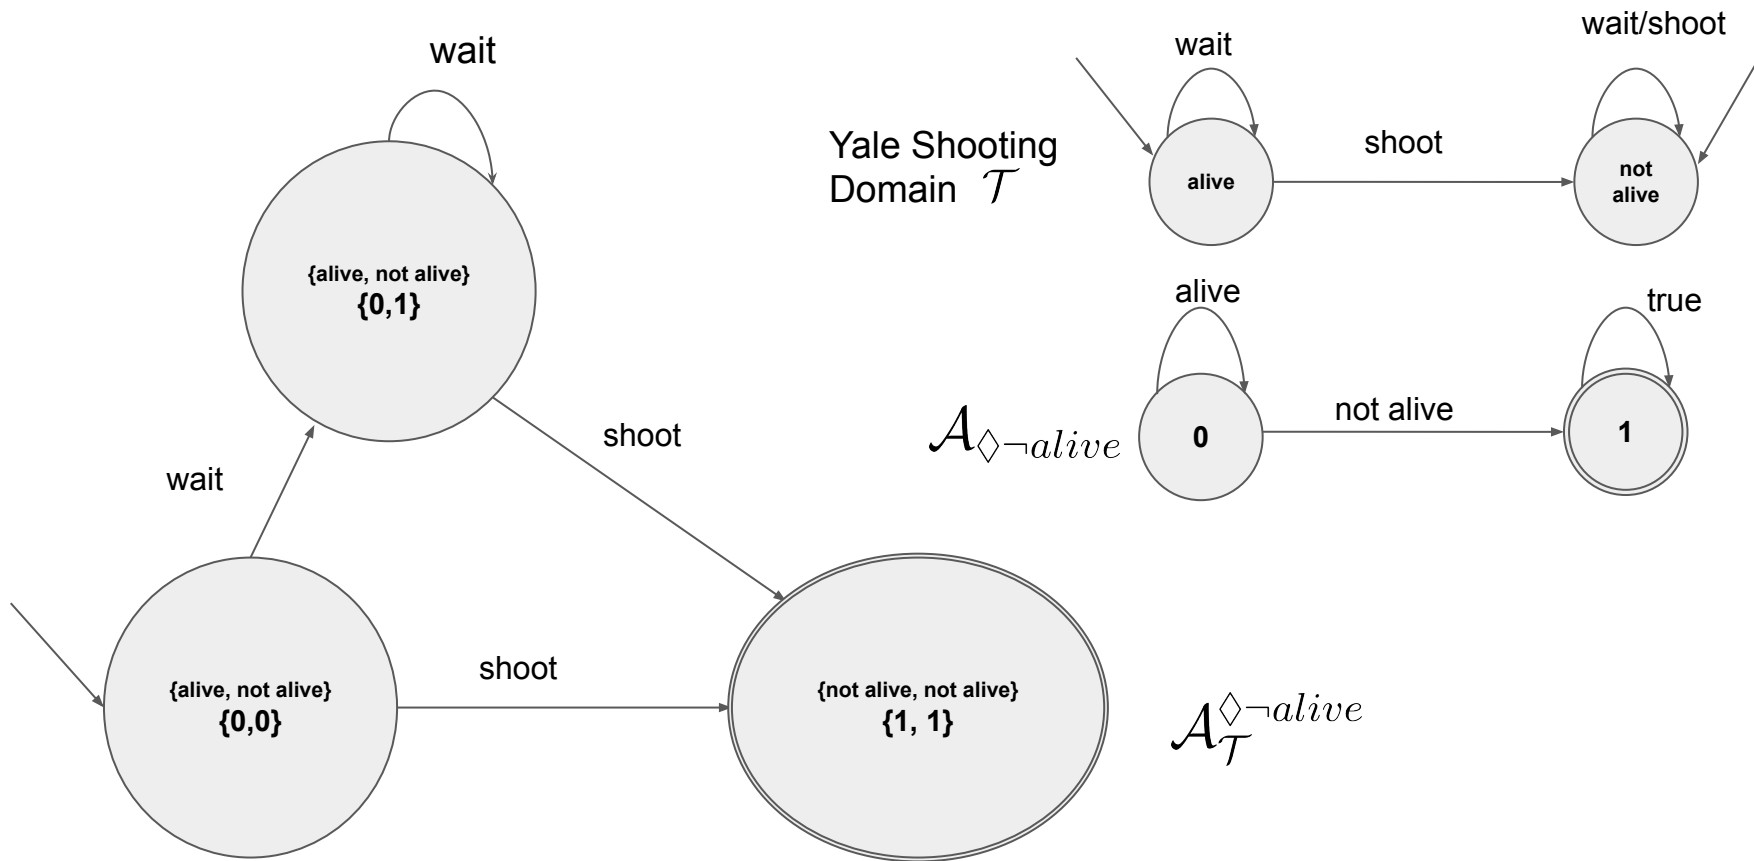 wait
{alive, not alive}
{0,1}
wait
shoot
{alive, not alive}
{0,0}
shoot
{not alive, not alive}
{1, 1}
Yale Shooting
Domain 𝒯
wait
alive
shoot
wait/shoot
not
alive
𝒜◇¬alive
alive
0
not alive
true
1
𝒜𝒯◇¬alive